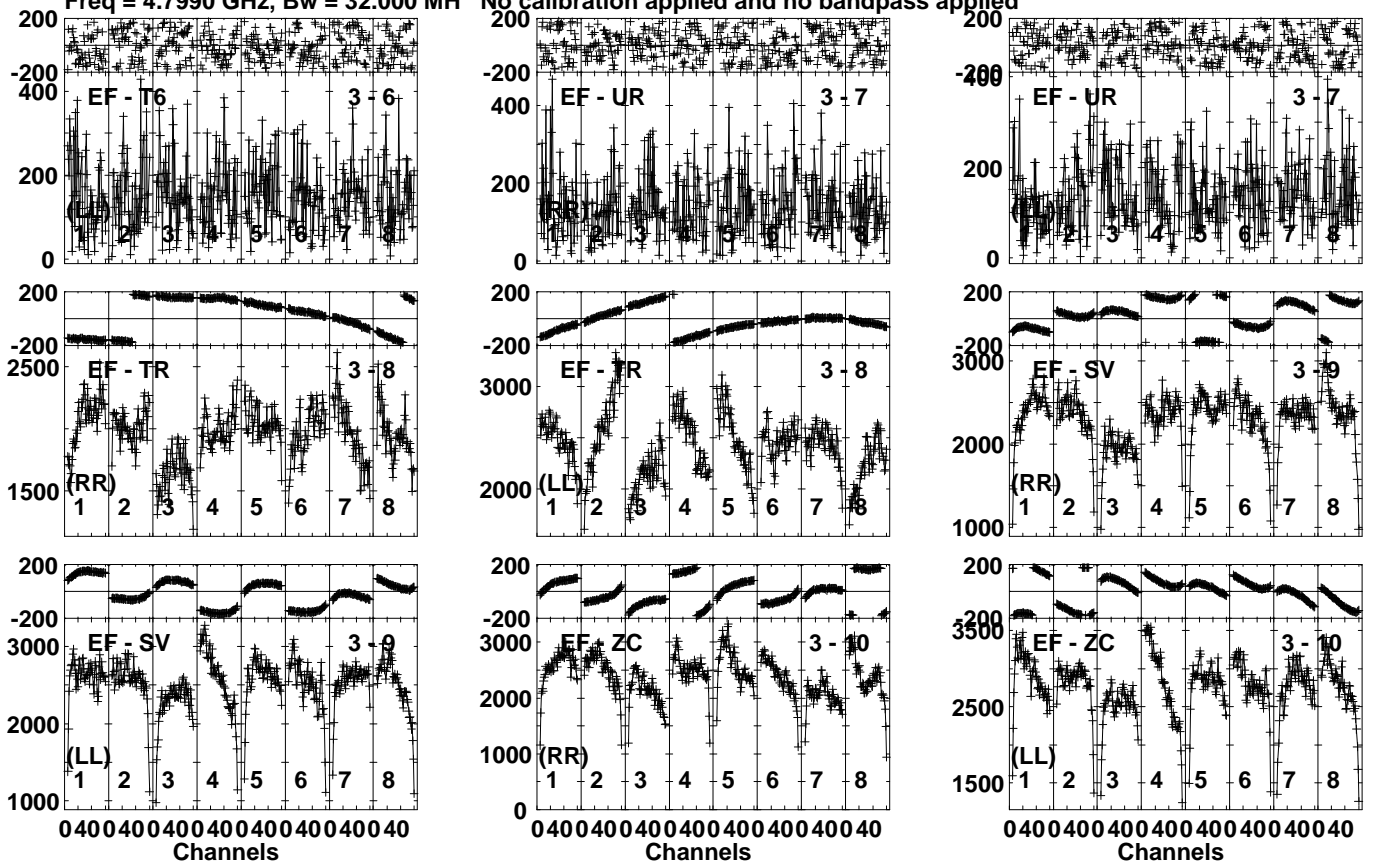 Freq = 4.7990 GHz, Bw = 32.000 MH No calibration applied and no bandpass applied
200
-200
400
200
0
EF - T6 3 - 6
(LL)
1 2 3 4 5 6 7 8
200
-200
400
200
0
EF - UR 3 - 7
(RR)
1 2 3 4 5 6 7 8
200
-200
400
200
0
EF - UR 3 - 7
(LL)
1 2 3 4 5 6 7 8
200
-200
2500
1500
EF - TR 3 - 8
(RR)
1 2 3 4 5 6 7 8
200
-200
3000
2000
EF - TR 3 - 8
(LL)
1 2 3 4 5 6 7 8
200
-200
3000
2000
1000
EF - SV 3 - 9
(RR)
1 2 3 4 5 6 7 8
200
-200
3000
2000
1000
EF - SV 3 - 9
(LL)
1 2 3 4 5 6 7 8
0 40 0 40 0 40 0 40 0 40 0 40 0 40 0 40
Channels
200
-200
3000
2000
1000
0
EF - ZC 3 - 10
(RR)
1 2 3 4 5 6 7 8
0 40 0 40 0 40 0 40 0 40 0 40 0 40 0 40
Channels
200
-200
3500
2500
1500
EF - ZC 3 - 10
(LL)
1 2 3 4 5 6 7 8
0 40 0 40 0 40 0 40 0 40 0 40 0 40 0 40
Channels